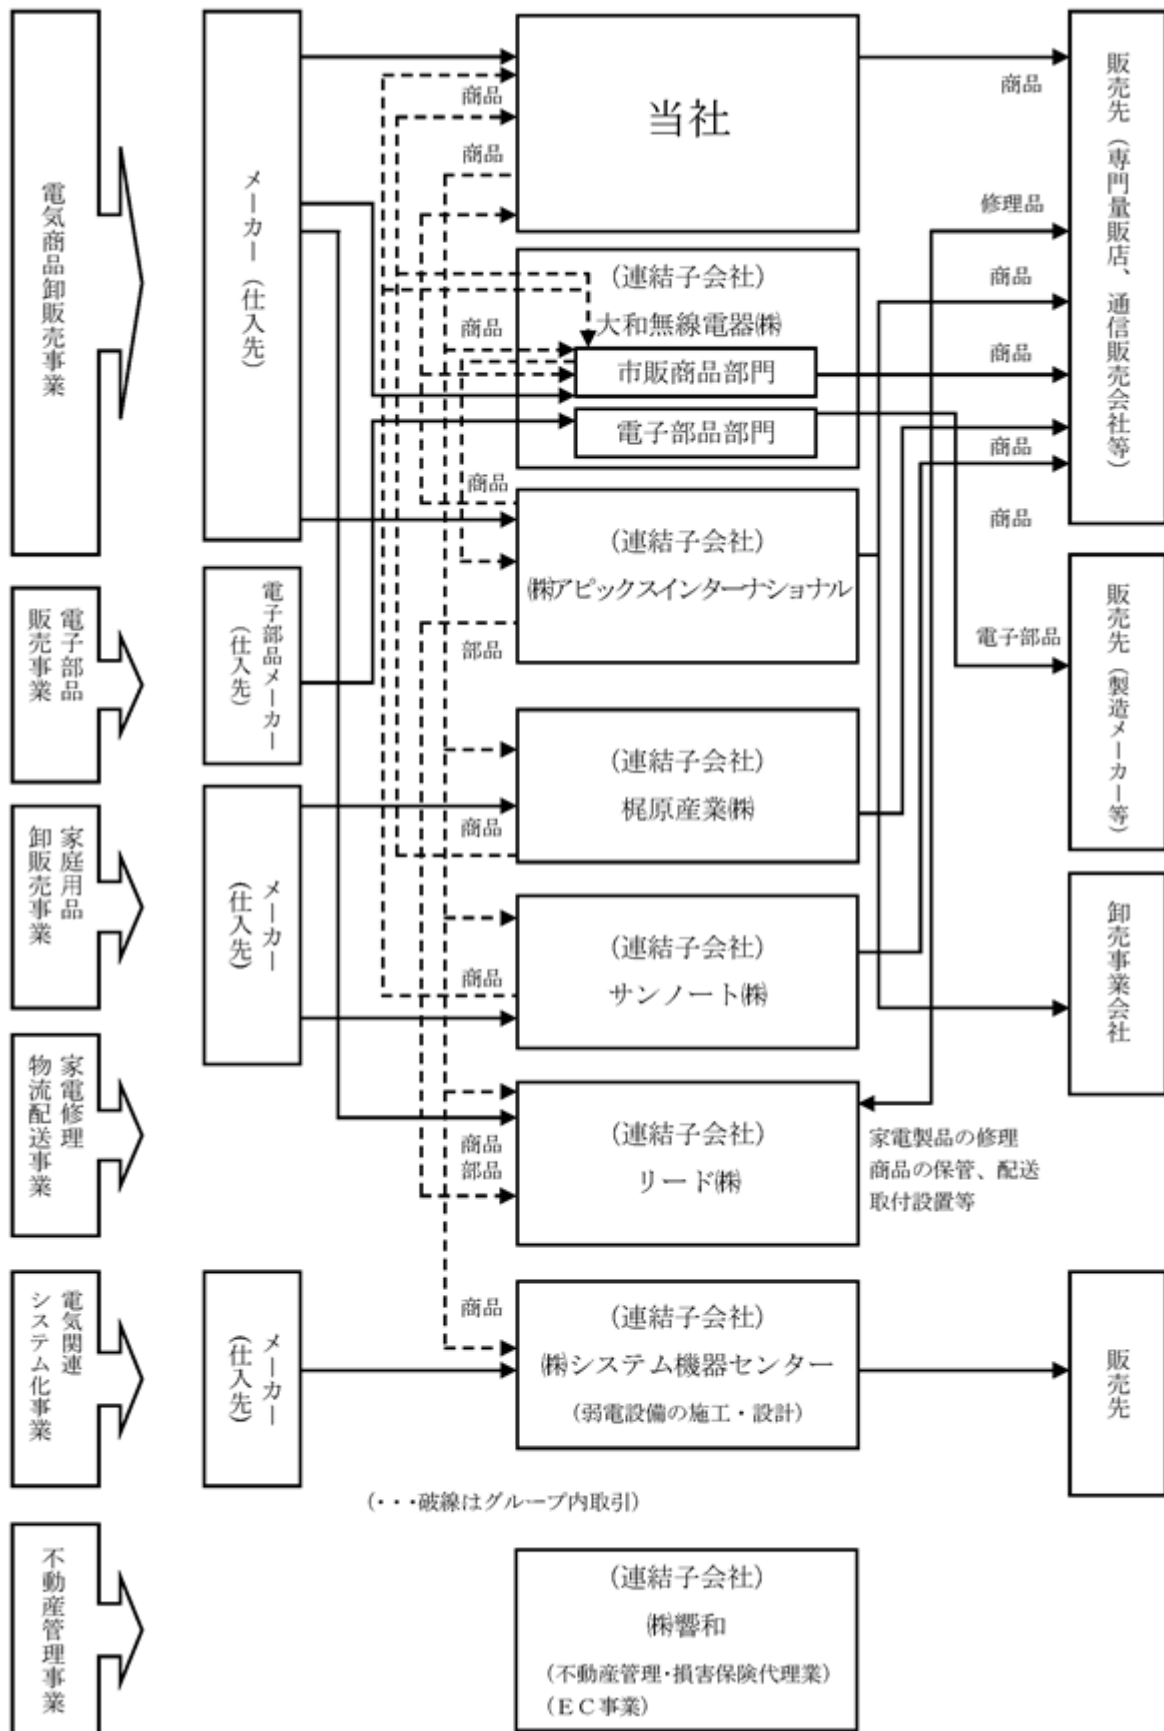 電気商品卸販売事業
電子部品
販売事業
家庭用品
卸販売事業
家電修理
物流配送事業
電気関連
システム化事業
不動産管理事業
メーカー（仕入先）
電子部品メーカー
（仕入先）
メーカー
（仕入先）
メーカー
（仕入先）
商品
商品
商品
商品
部品
商品
商品
商品
部品
商品
当社
（連結子会社）
大和無線電器㈱
市販商品部門
電子部品部門
（連結子会社）
㈱アピックスインターナショナル
（連結子会社）
梶原産業㈱
（連結子会社）
サンノート㈱
（連結子会社）
リード㈱
（連結子会社）
㈱システム機器センター
（弱電設備の施工・設計）
（・・・破線はグループ内取引）
（連結子会社）
㈱響和
（不動産管理・損害保険代理業）
（ＥＣ事業）
商品
修理品
商品
商品
商品
商品
電子部品
家電製品の修理
商品の保管、配送
取付設置等
販売先（専門量販店、通信販売会社等）
販売先（製造メーカー等）
卸売事業会社
販売先